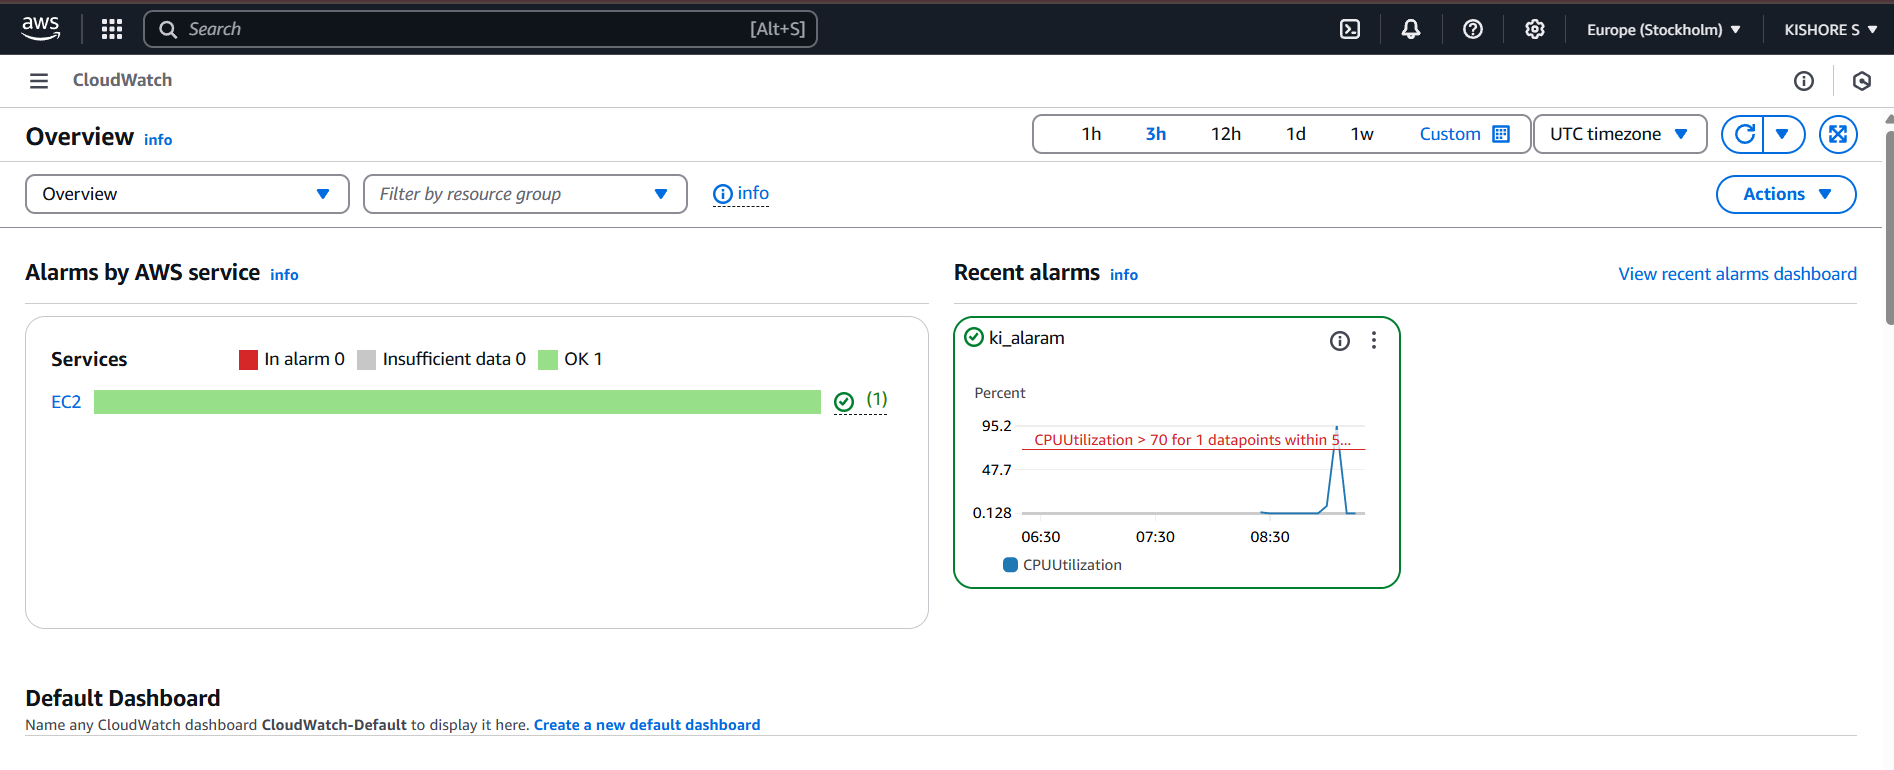 aws
Search [Alt+S]
Europe (Stockholm)
KISHORE S
CloudWatch
Overview info
1h 3h 12h 1d 1w Custom
UTC timezone
Overview
Filter by resource group
info
Actions
Alarms by AWS service info
Services
In alarm 0 Insufficient data 0 OK 1
EC2 (1)
Recent alarms info
View recent alarms dashboard
ki_alaram
Percent
95.2
CPUUtilization > 70 for 1 datapoints within 5...
47.7
0.128
06:30 07:30 08:30
CPUUtilization
Default Dashboard
Name any CloudWatch dashboard CloudWatch-Default to display it here. Create a new default dashboard